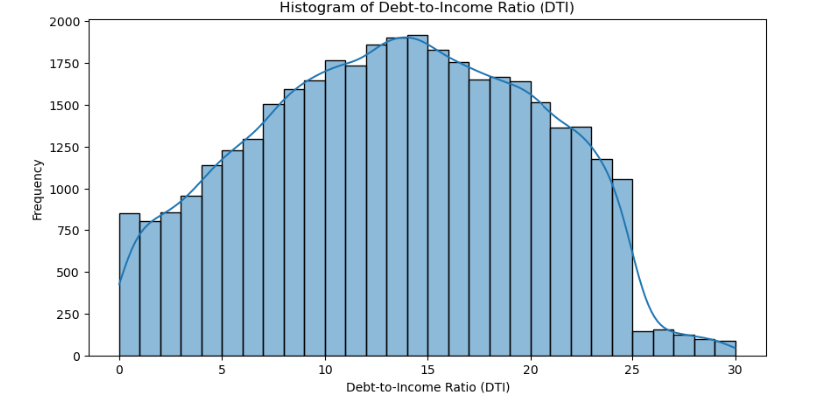 Histogram of Debt-to-Income Ratio (DTI)
2000
1750
1500
1250
1000
750
500
250
0
Frequency
0 5 10 15 20 25 30
Debt-to-Income Ratio (DTI)